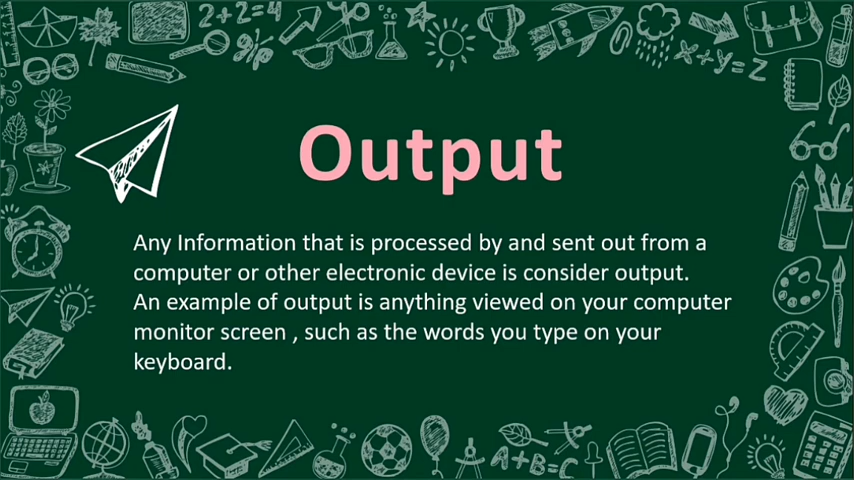 2+2=4
x+y=z
Output
Any Information that is processed by and sent out from a
computer or other electronic device is consider output.
An example of output is anything viewed on your computer
monitor screen , such as the words you type on your
keyboard.
A+B=C